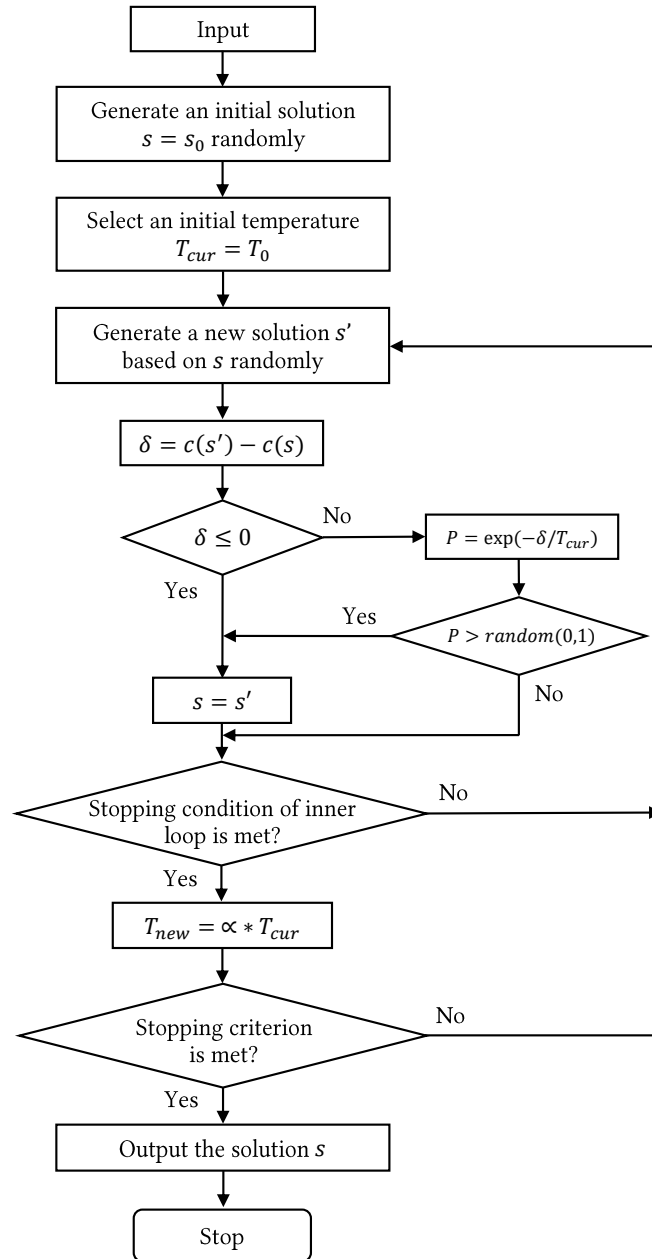 Input
Generate an initial solution
s = s₀ randomly
Select an initial temperature
T_cur = T₀
Generate a new solution s'
based on s randomly
δ = c(s′) − c(s)
δ ≤ 0
No
P = exp(−δ/T_cur)
Yes
Yes
P > random(0,1)
s = s′
No
Stopping condition of inner
loop is met?
No
Yes
T_new = ∝ * T_cur
Stopping criterion
is met?
No
Yes
Output the solution s
Stop